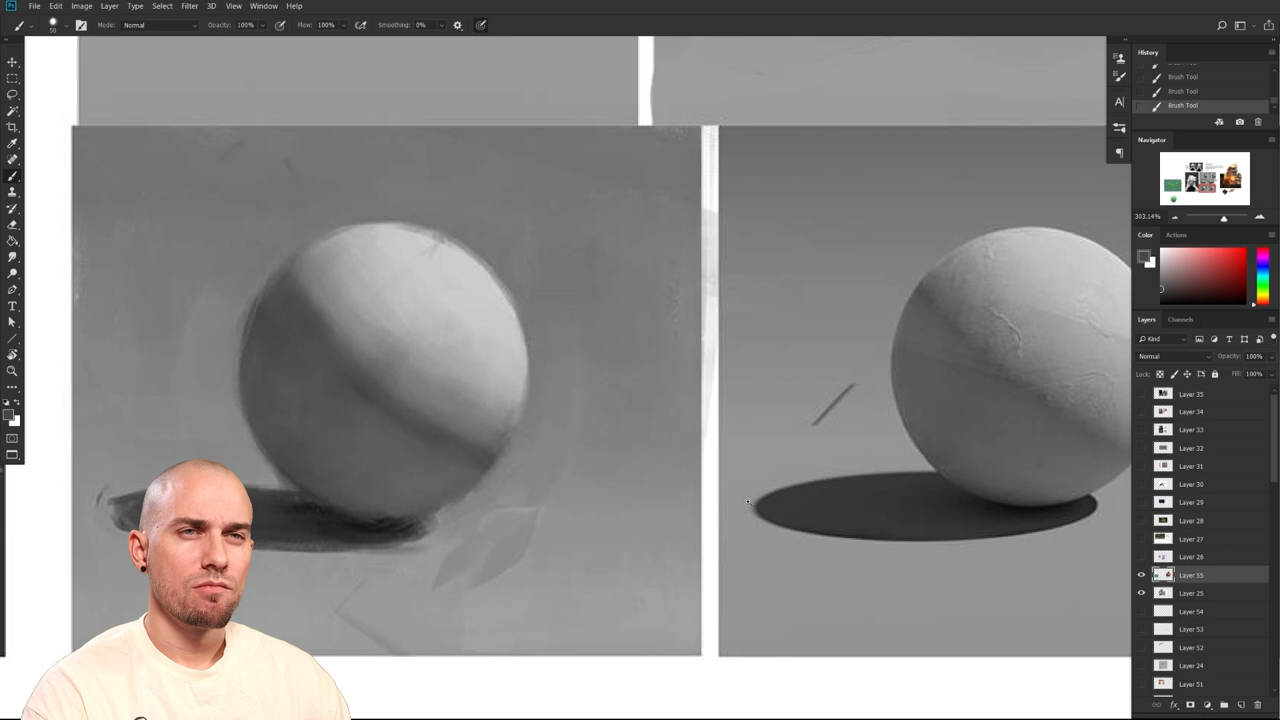 Ps File Edit Image Layer Type Select Filter 3D View Window Help
50 Mode: Normal Opacity: 100% Flow: 100% Smoothing: 0%
History
Brush Tool
Brush Tool
Brush Tool
Navigator
303.14%
Color Actions
Layers Channels
Kind
Normal Opacity: 100%
Lock: Fill: 100%
Layer 35
Layer 34
Layer 33
Layer 32
Layer 31
Layer 30
Layer 29
Layer 28
Layer 27
Layer 26
Layer 55
Layer 25
Layer 54
Layer 53
Layer 52
Layer 24
Layer 51